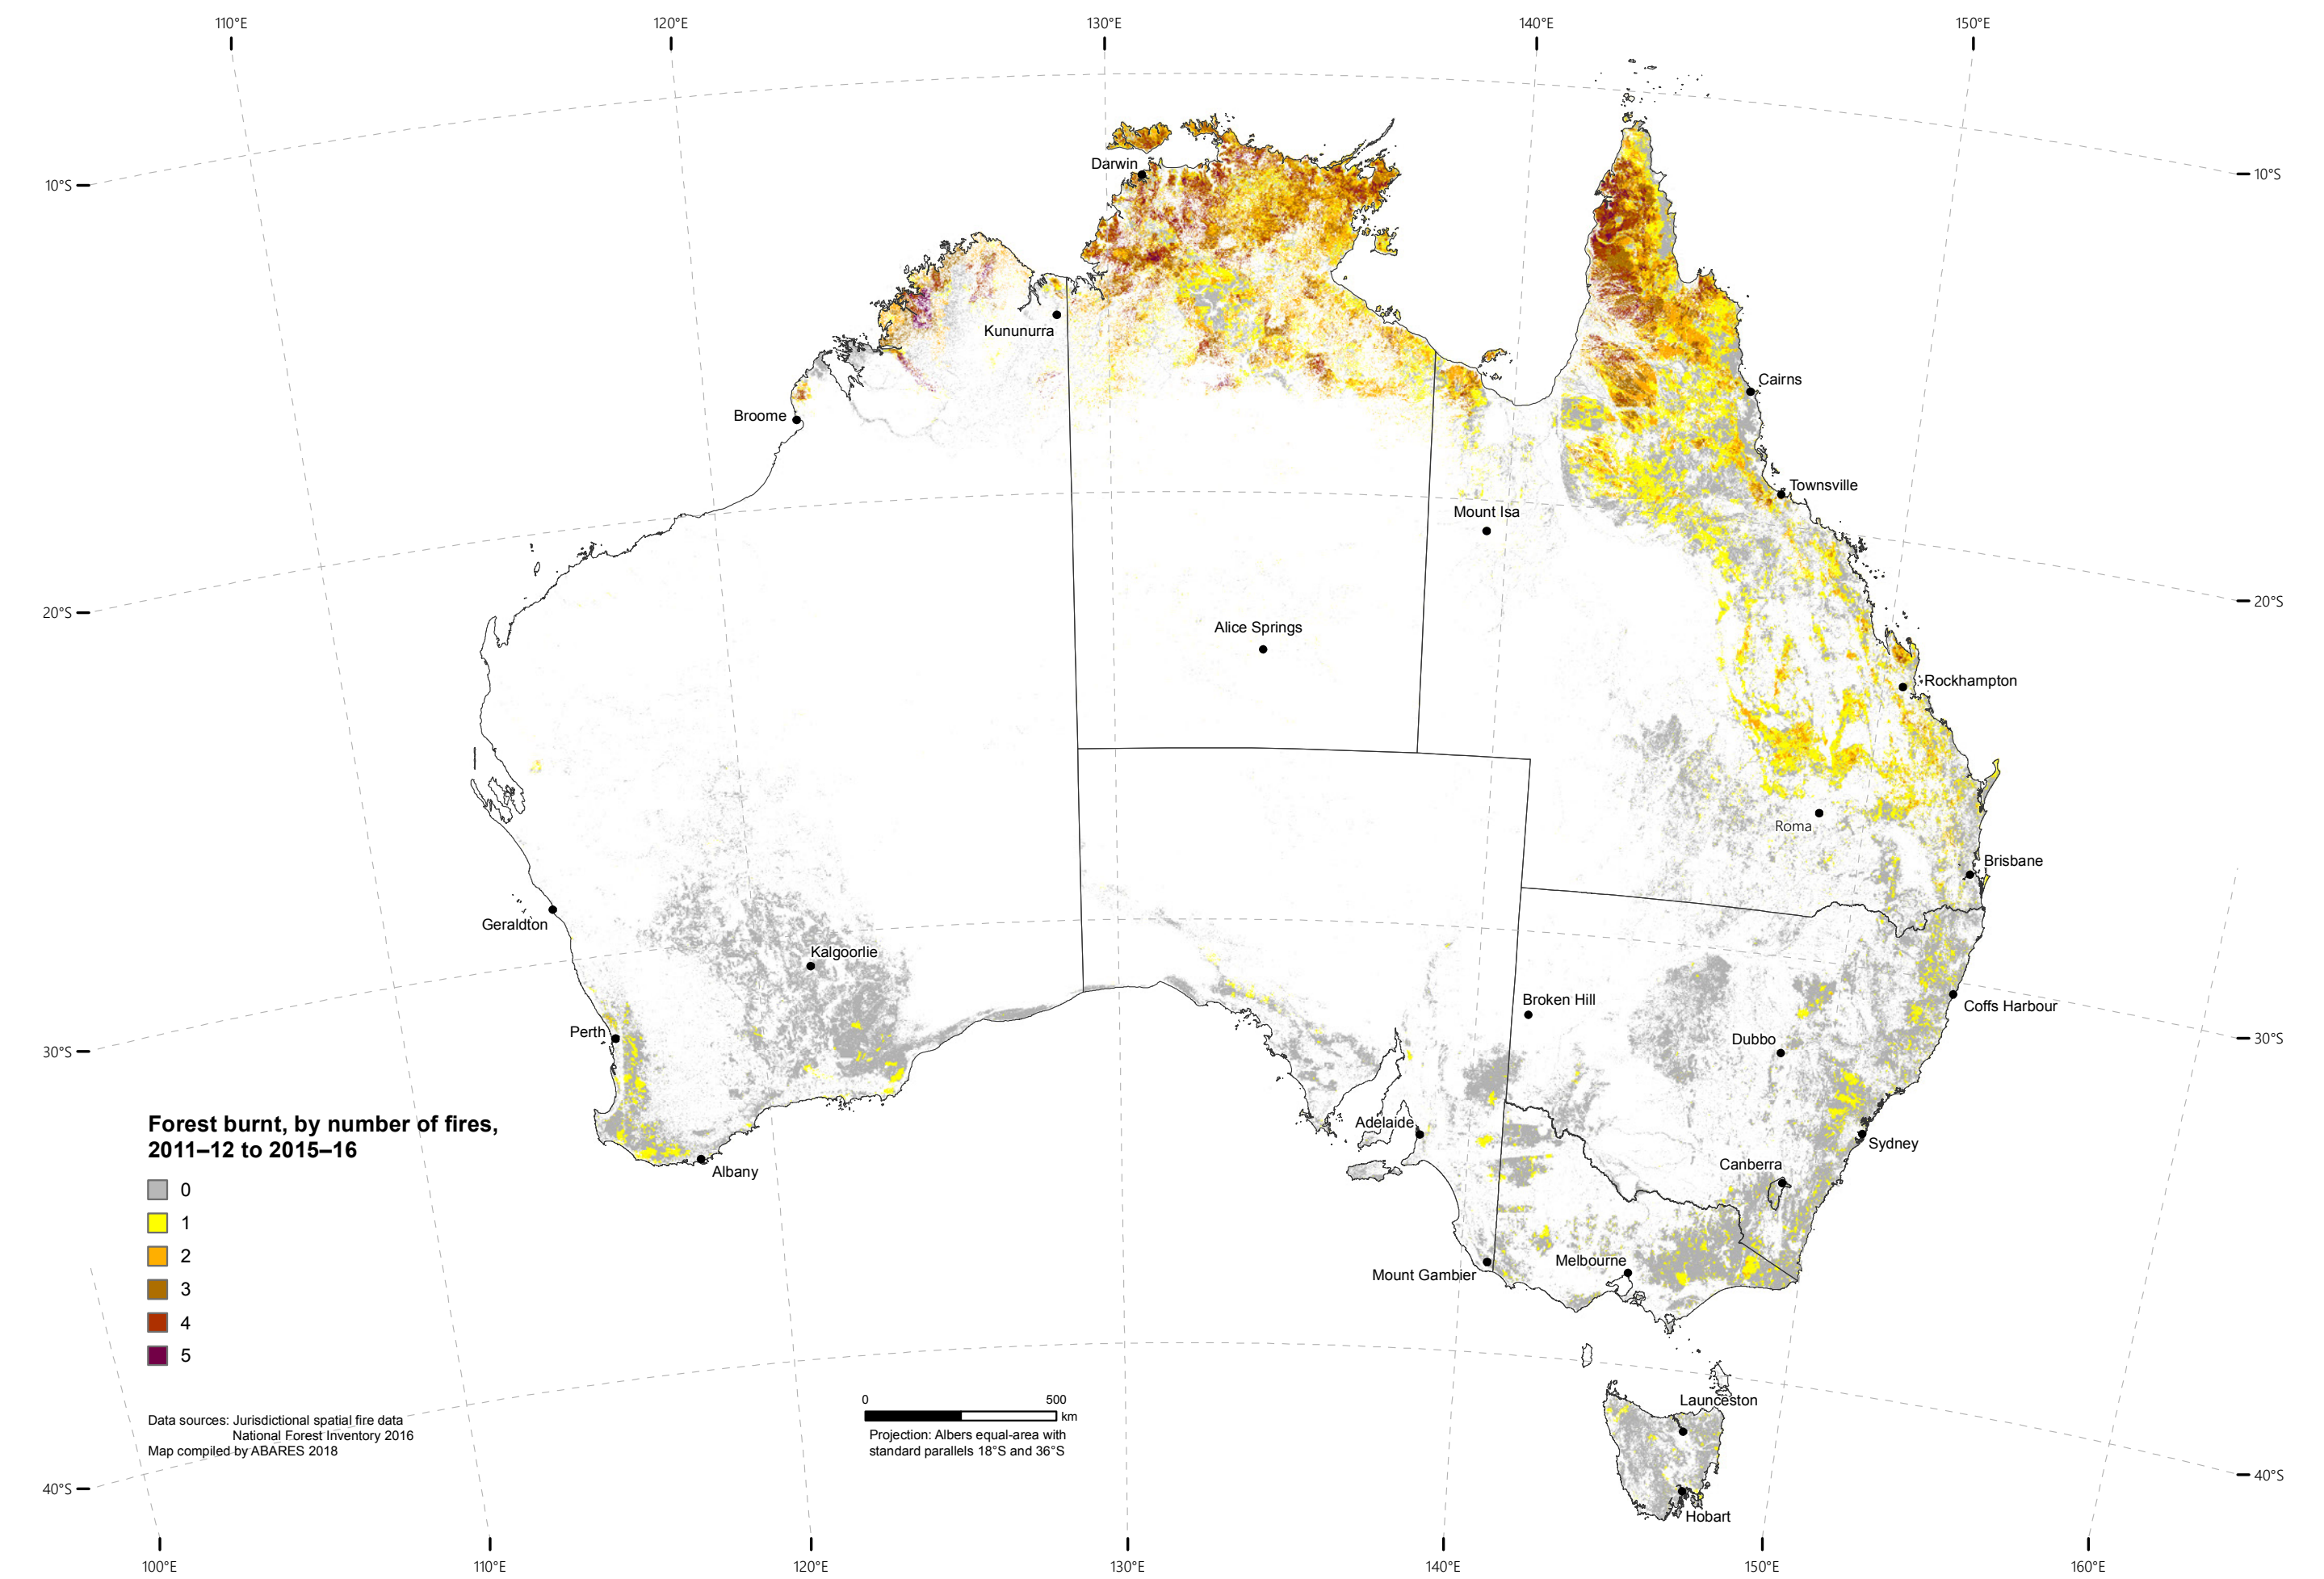 110°E 120°E 130°E 140°E 150°E
10°S 10°S
20°S 20°S
30°S 30°S
40°S 40°S
100°E 110°E 120°E 130°E 140°E 150°E 160°E
Darwin
Kununurra
Broome
Cairns
Townsville
Mount Isa
Alice Springs
Rockhampton
Roma
Brisbane
Geraldton
Kalgoorlie
Broken Hill
Coffs Harbour
Perth
Dubbo
Adelaide
Sydney
Albany
Canberra
Melbourne
Mount Gambier
Launceston
Hobart
Forest burnt, by number of fires,
2011–12 to 2015–16
0
1
2
3
4
5
Data sources: Jurisdictional spatial fire data
National Forest Inventory 2016
Map compiled by ABARES 2018
0 500
km
Projection: Albers equal-area with
standard parallels 18°S and 36°S